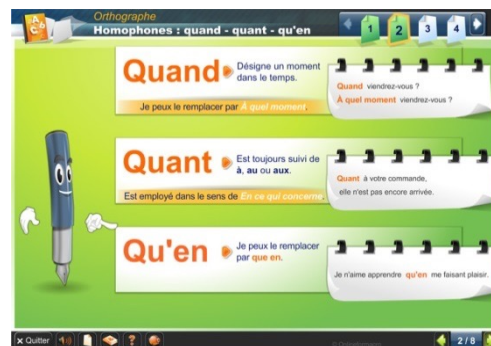 Orthographe
Homophones : quand - quant - qu'en
1 2 3 4
Quand
Désigne un moment
dans le temps.
Je peux le remplacer par À quel moment.
Quand viendrez-vous ?
À quel moment viendrez-vous ?
Quant
Est toujours suivi de
à, au ou aux.
Est employé dans le sens de En ce qui concerne.
Quant à votre commande,
elle n'est pas encore arrivée.
Qu'en
Je peux le remplacer
par que en.
Je n'aime apprendre qu'en me faisant plaisir.
x Quitter
?
2 / 8